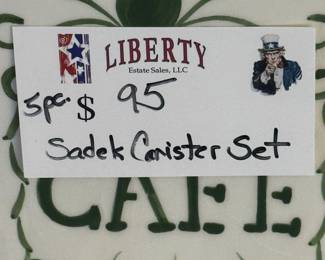 LIBERTY
Estate Sales, LLC
5pc. $ 95
Sadek Canister Set
CAFE